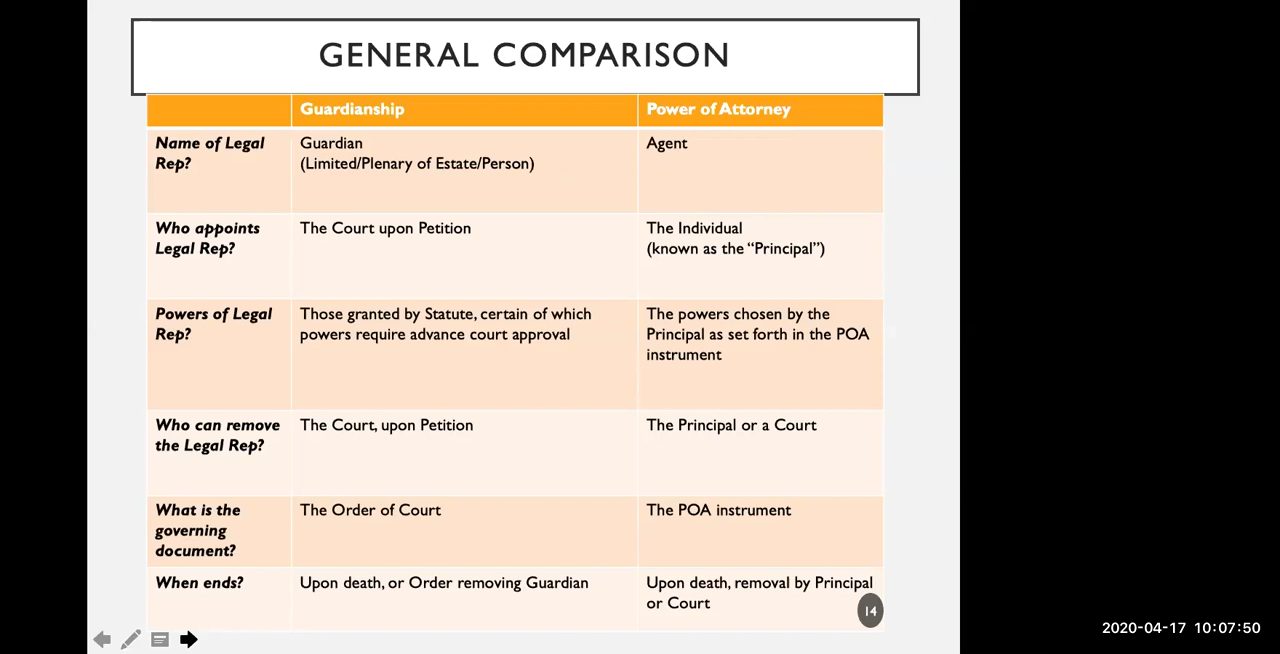 GENERAL COMPARISON
Guardianship
Power of Attorney
Name of Legal
Rep?
Guardian
(Limited/Plenary of Estate/Person)
Agent
Who appoints
Legal Rep?
The Court upon Petition
The Individual
(known as the “Principal”)
Powers of Legal
Rep?
Those granted by Statute, certain of which
powers require advance court approval
The powers chosen by the
Principal as set forth in the POA
instrument
Who can remove
the Legal Rep?
The Court, upon Petition
The Principal or a Court
What is the
governing
document?
The Order of Court
The POA instrument
When ends?
Upon death, or Order removing Guardian
Upon death, removal by Principal
or Court
14
2020-04-17 10:07:50